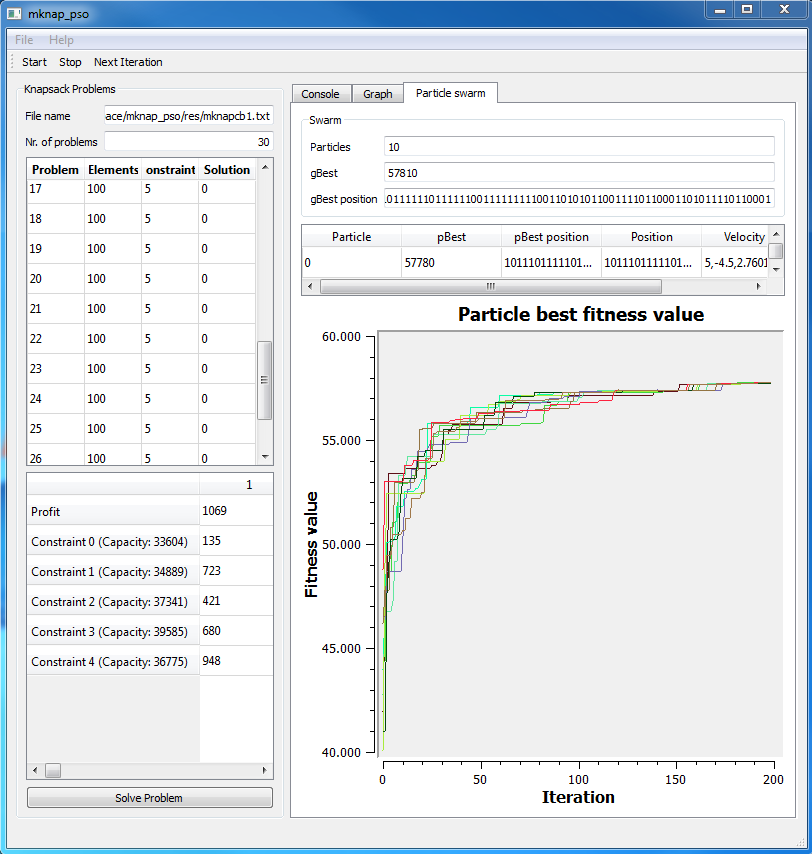 mknap_pso
File Help
Start Stop Next Iteration
Knapsack Problems
File name ace/mknap_pso/res/mknapcb1.txt
Nr. of problems 30
Problem Elements onstraint Solution
17 100 5 0
18 100 5 0
19 100 5 0
20 100 5 0
21 100 5 0
22 100 5 0
23 100 5 0
24 100 5 0
25 100 5 0
26 100 5 0
1
Profit 1069
Constraint 0 (Capacity: 33604) 135
Constraint 1 (Capacity: 34889) 723
Constraint 2 (Capacity: 37341) 421
Constraint 3 (Capacity: 39585) 680
Constraint 4 (Capacity: 36775) 948
Solve Problem
Console Graph Particle swarm
Swarm
Particles 10
gBest 57810
gBest position
Particle pBest pBest position Position Velocity
0 57780 1011101111101... 1011101111101... 5,-4.5,2.7601
Particle best fitness value
60.000
55.000
50.000
45.000
40.000
Fitness value
0 50 100 150 200
Iteration